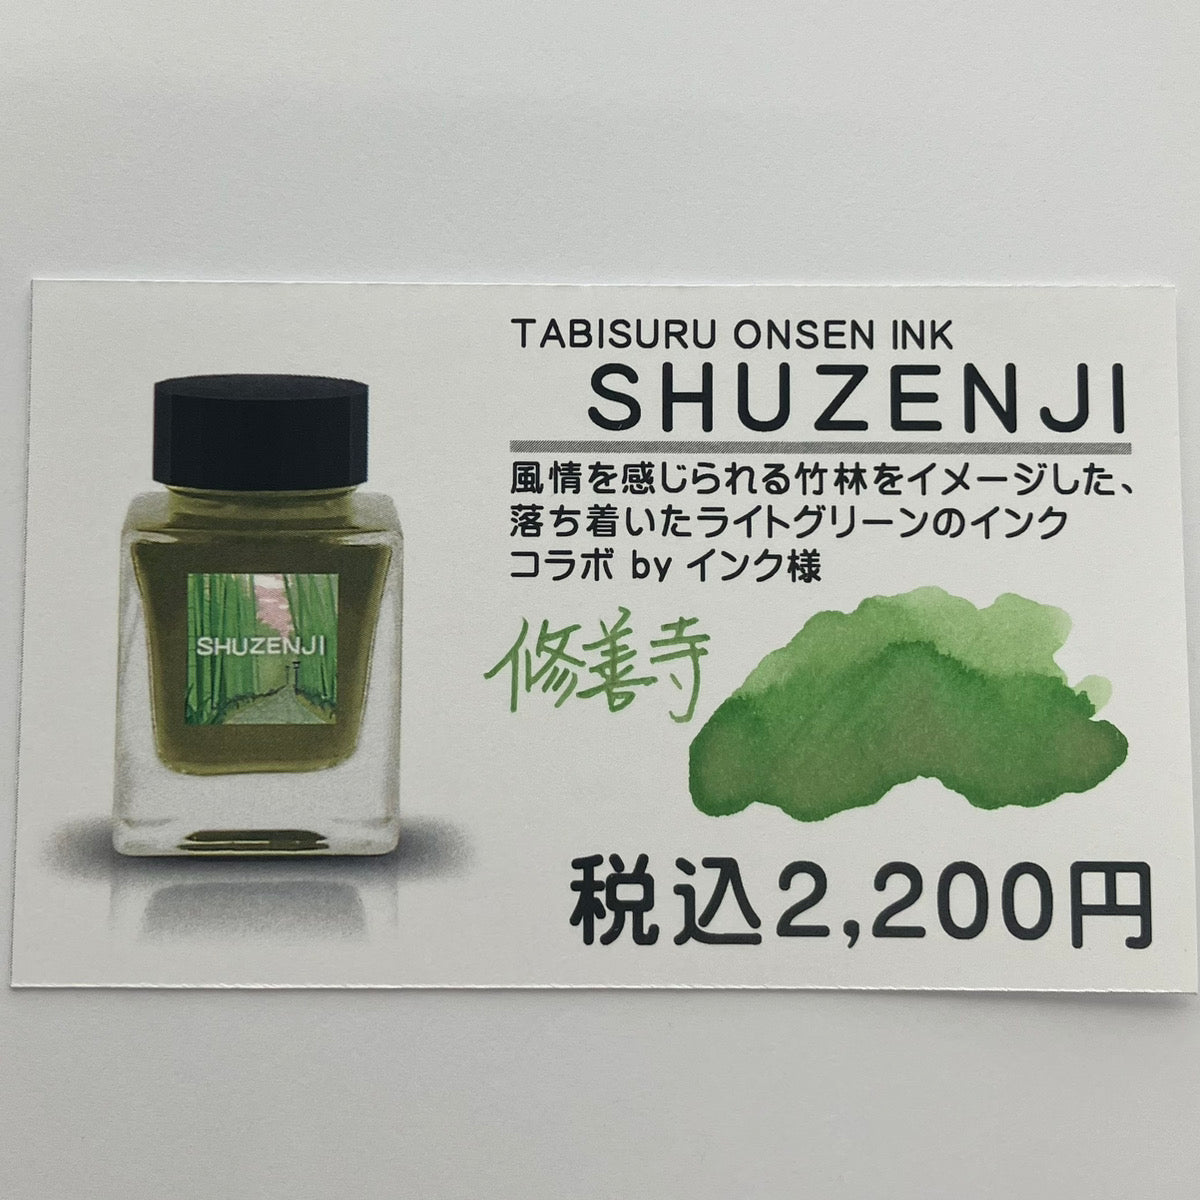 TABISURU ONSEN INK
SHUZENJI
風情を感じられる竹林をイメージした、
落ち着いたライトグリーンのインク
コラボ by インク様
SHUZENJI
修善寺
税込2,200円